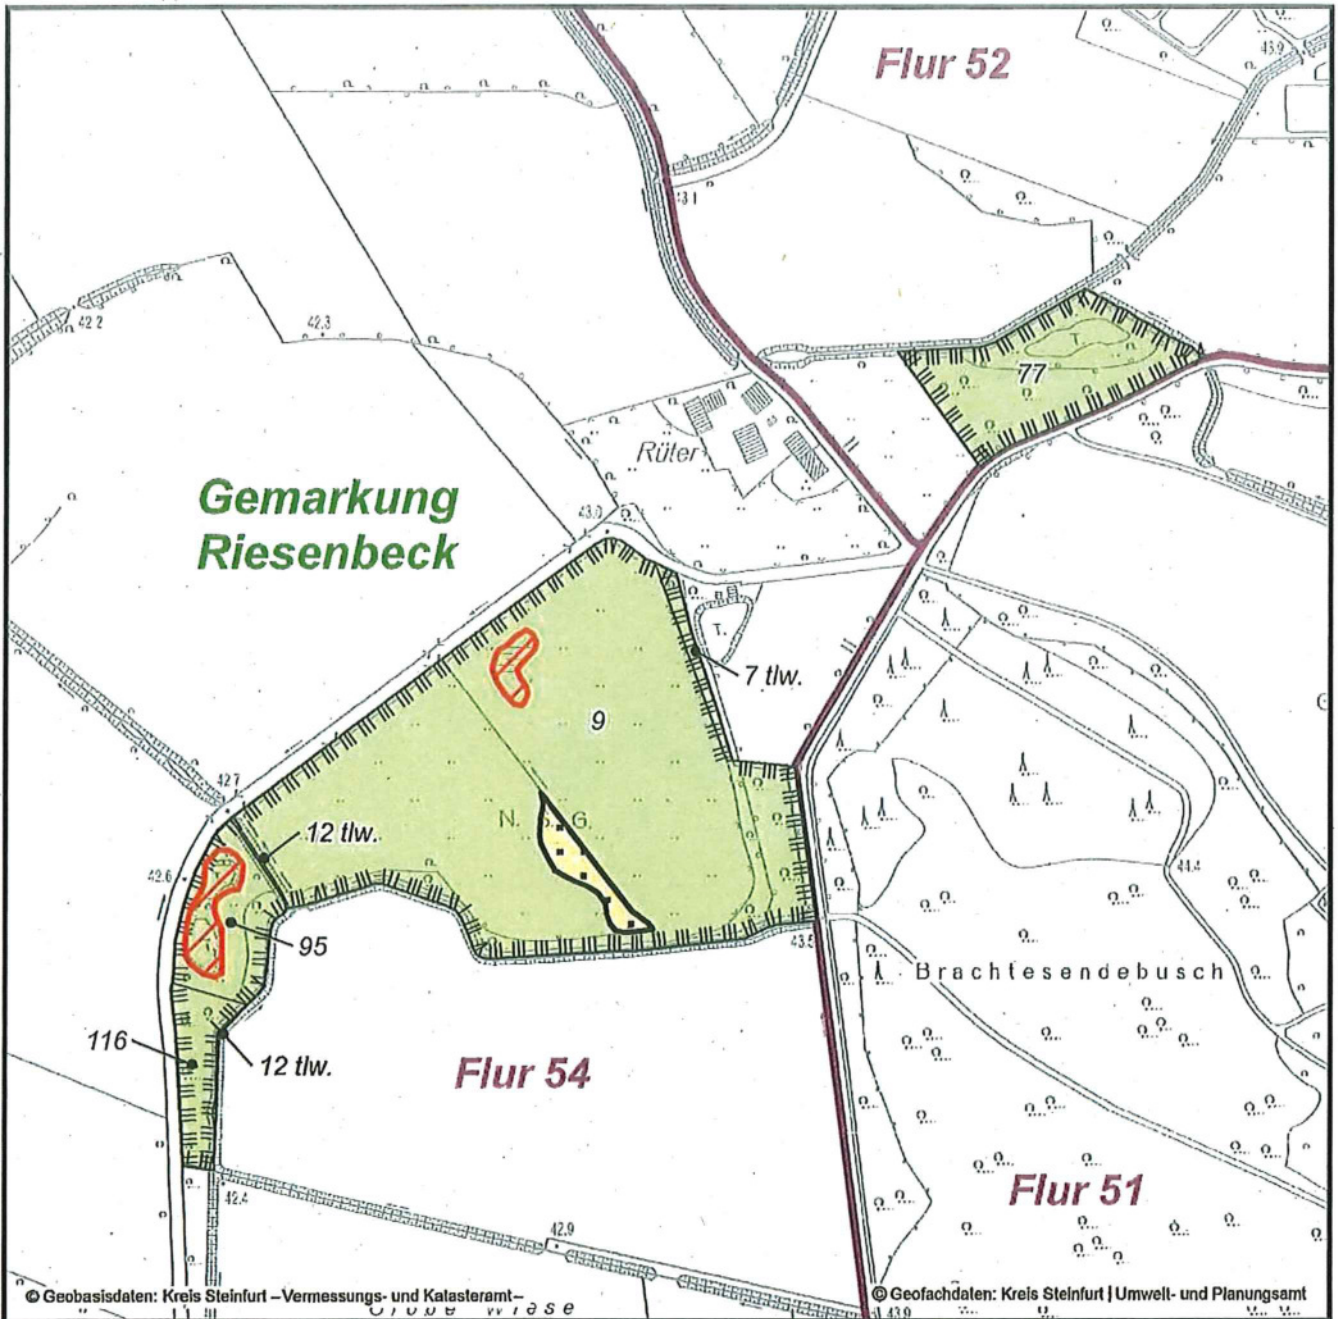 Flur 52
43.9
43.1
42.2
42.3
T.
77
Rüter
Gemarkung
Riesenbeck
43.0
T.
7 tlw.
9
42.7
N. S. G.
12 tlw.
42.6
44.4
95
43.5
Brachtesendebusch
116
12 tlw.
Flur 54
42.4
Flur 51
42.9
© Geobasisdaten: Kreis Steinfurt – Vermessungs- und Katasteramt –
© Geofachdaten: Kreis Steinfurt | Umwelt- und Planungsamt
43.9